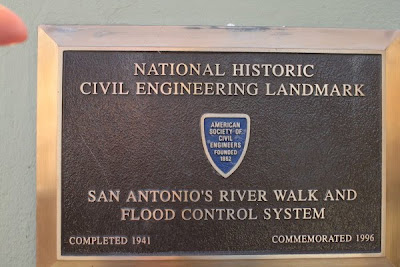 NATIONAL HISTORIC
CIVIL ENGINEERING LANDMARK
AMERICAN
SOCIETY OF
CIVIL
ENGINEERS
FOUNDED
1852
SAN ANTONIO'S RIVER WALK AND
FLOOD CONTROL SYSTEM
COMPLETED 1941
COMMEMORATED 1996